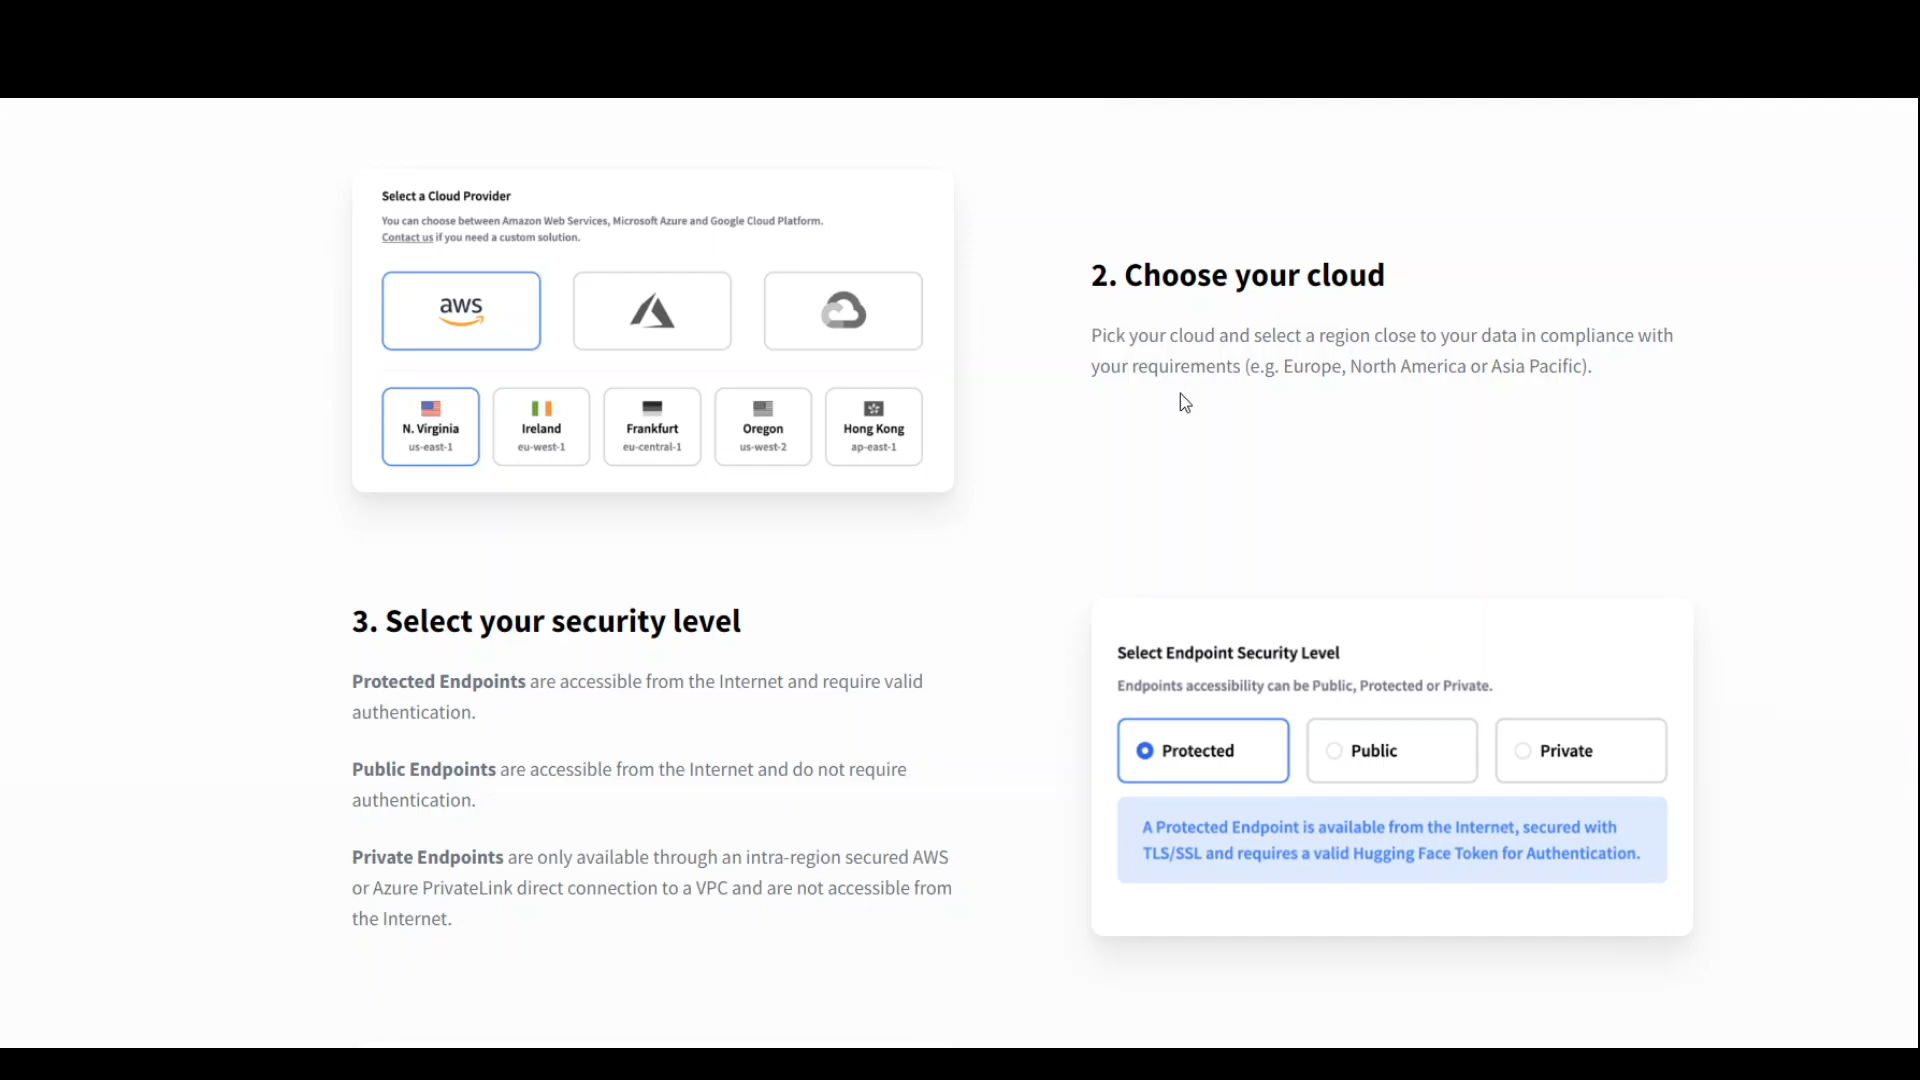 Select a Cloud Provider
You can choose between Amazon Web Services, Microsoft Azure and Google Cloud Platform.
Contact us if you need a custom solution.
aws
N. Virginia
us-east-1
Ireland
eu-west-1
Frankfurt
eu-central-1
Oregon
us-west-2
Hong Kong
ap-east-1
2. Choose your cloud
Pick your cloud and select a region close to your data in compliance with
your requirements (e.g. Europe, North America or Asia Pacific).
3. Select your security level
Protected Endpoints are accessible from the Internet and require valid
authentication.
Public Endpoints are accessible from the Internet and do not require
authentication.
Private Endpoints are only available through an intra-region secured AWS
or Azure PrivateLink direct connection to a VPC and are not accessible from
the Internet.
Select Endpoint Security Level
Endpoints accessibility can be Public, Protected or Private.
Protected
Public
Private
A Protected Endpoint is available from the Internet, secured with
TLS/SSL and requires a valid Hugging Face Token for Authentication.